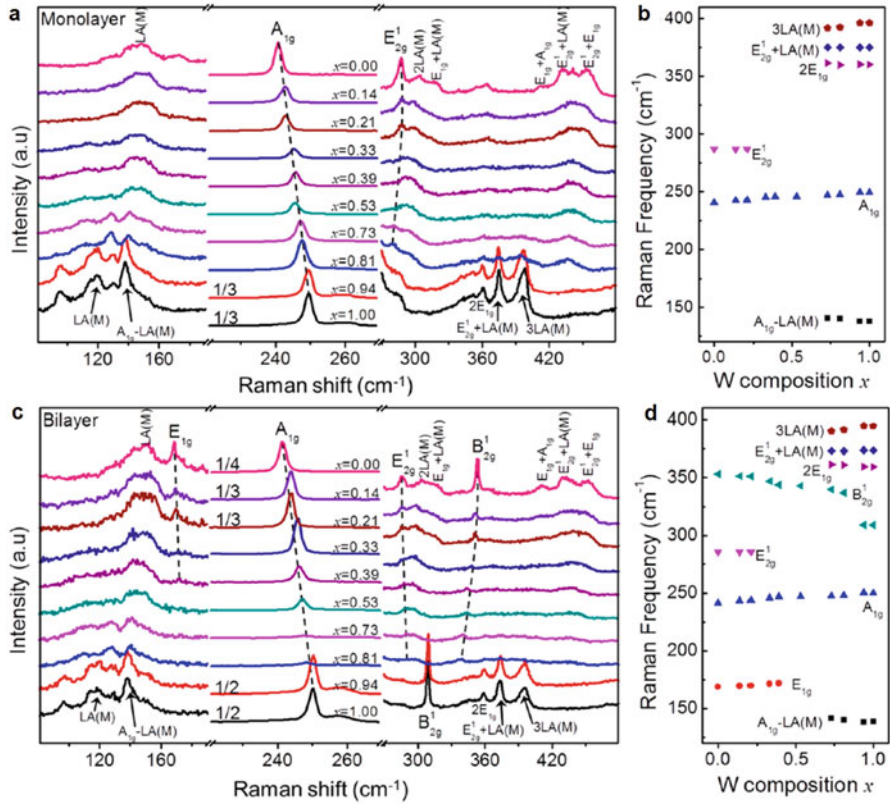 a
Monolayer
LA(M)
A1g
E¹2g
2LA(M)
E1g+LA(M)
E1g+A1g
E¹2g+LA(M)
E¹2g+E1g
x=0.00
x=0.14
x=0.21
x=0.33
x=0.39
x=0.53
x=0.73
x=0.81
1/3
x=0.94
1/3
x=1.00
LA(M)
A1g-LA(M)
2E1g
E¹2g+LA(M)
3LA(M)
Intensity (a.u)
120
160
240
260
300
360
420
Raman shift (cm⁻¹)
b
400
350
300
250
200
150
3LA(M)
E¹2g+LA(M)
2E1g
E¹2g
A1g
A1g-LA(M)
Raman Frequency (cm⁻¹)
0.0
0.5
1.0
W composition x
c
Bilayer
LA(M)
E1g
A1g
E¹2g
2LA(M)
E1g+LA(M)
B¹2g
E1g+A1g
E¹2g+LA(M)
E¹2g+E1g
1/4
x=0.00
1/3
x=0.14
1/3
x=0.21
x=0.33
x=0.39
x=0.53
x=0.73
x=0.81
1/2
x=0.94
1/2
x=1.00
LA(M)
A1g-LA(M)
B¹2g
2E1g
E¹2g+LA(M)
3LA(M)
Intensity (a.u)
120
160
240
260
300
360
420
Raman shift (cm⁻¹)
d
400
350
300
250
200
150
3LA(M)
E¹2g+LA(M)
2E1g
B¹2g
E¹2g
A1g
E1g
A1g-LA(M)
Raman Frequency (cm⁻¹)
0.0
0.5
1.0
W composition x